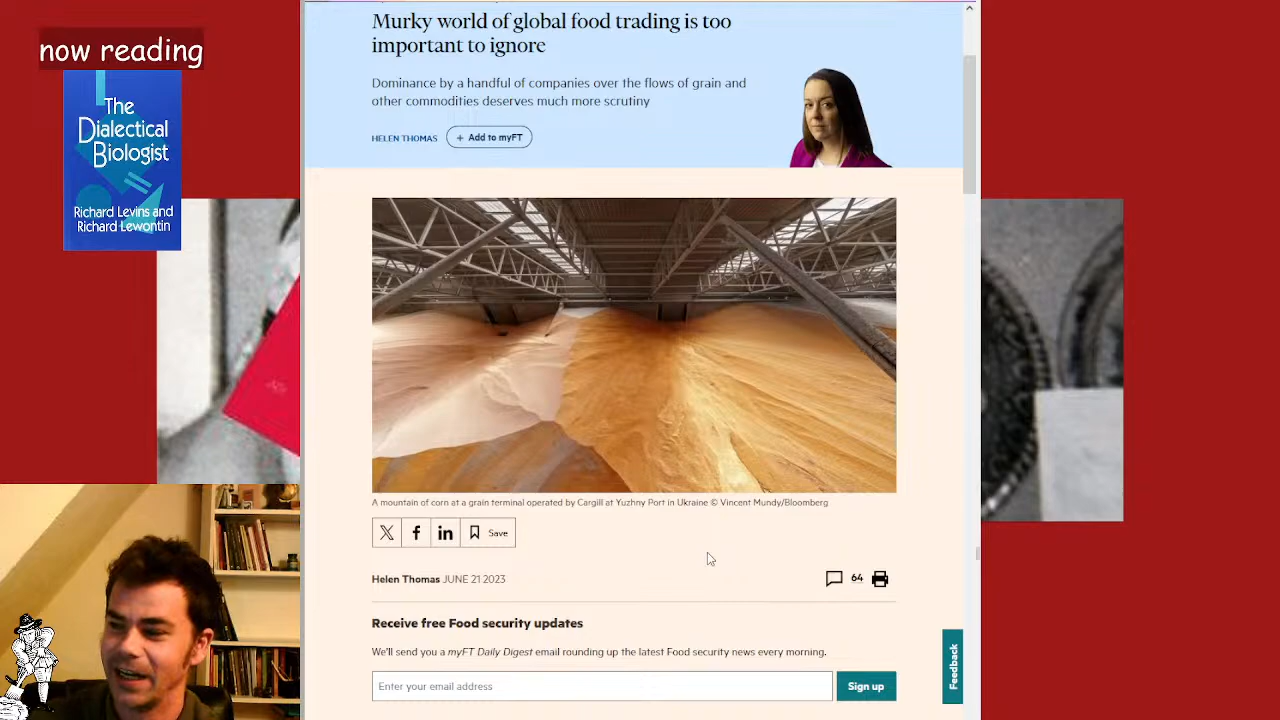 now reading
The
Dialectical
Biologist
Richard Levins and
Richard Lewontin
Murky world of global food trading is too
important to ignore
Dominance by a handful of companies over the flows of grain and
other commodities deserves much more scrutiny
HELEN THOMAS
+ Add to myFT
A mountain of corn at a grain terminal operated by Cargill at Yuzhny Port in Ukraine © Vincent Mundy/Bloomberg
Save
Helen Thomas JUNE 21 2023
64
Receive free Food security updates
We'll send you a myFT Daily Digest email rounding up the latest Food security news every morning.
Enter your email address
Sign up
Feedback